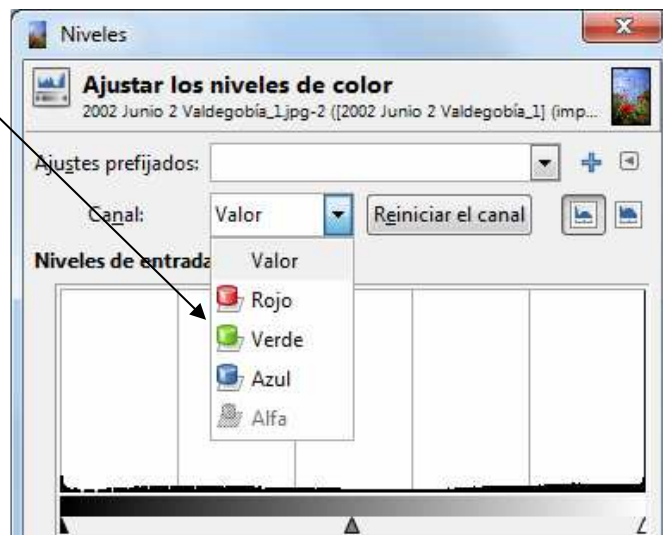 Niveles
Ajustar los niveles de color
2002 Junio 2 Valdegobía_1.jpg-2 ([2002 Junio 2 Valdegobía_1] (imp...
Ajustes prefijados:
Canal: Valor Reiniciar el canal
Niveles de entrada
Valor
Rojo
Verde
Azul
Alfa